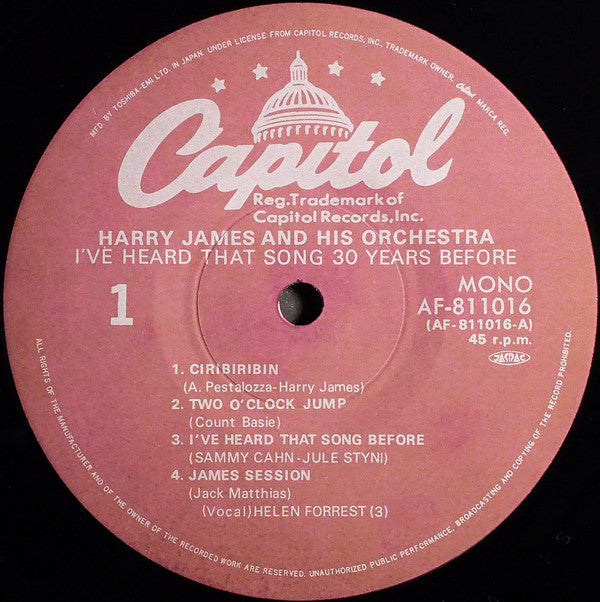 MFD. BY TOSHIBA-EMI LTD. IN JAPAN. UNDER LICENSE FROM CAPITOL RECORDS, INC., TRADEMARK OWNER. Capitol MARCA REG.
Capitol
Reg. Trademark of
Capitol Records, Inc.
HARRY JAMES AND HIS ORCHESTRA
I'VE HEARD THAT SONG 30 YEARS BEFORE
1
MONO
AF-811016
(AF-811016-A)
45 r.p.m.
JASRAC
1. CIRIBIRIBIN
(A. Pestalozza-Harry James)
2. TWO O'CLOCK JUMP
(Count Basie)
3. I'VE HEARD THAT SONG BEFORE
(SAMMY CAHN-JULE STYNI)
4. JAMES SESSION
(Jack Matthias)
(Vocal) HELEN FORREST (3)
ALL RIGHTS OF THE MANUFACTURER AND OF THE OWNER OF THE RECORDED WORK ARE RESERVED. UNAUTHORIZED PUBLIC PERFORMANCE, BROADCASTING AND COPYING OF THE RECORD PROHIBITED.